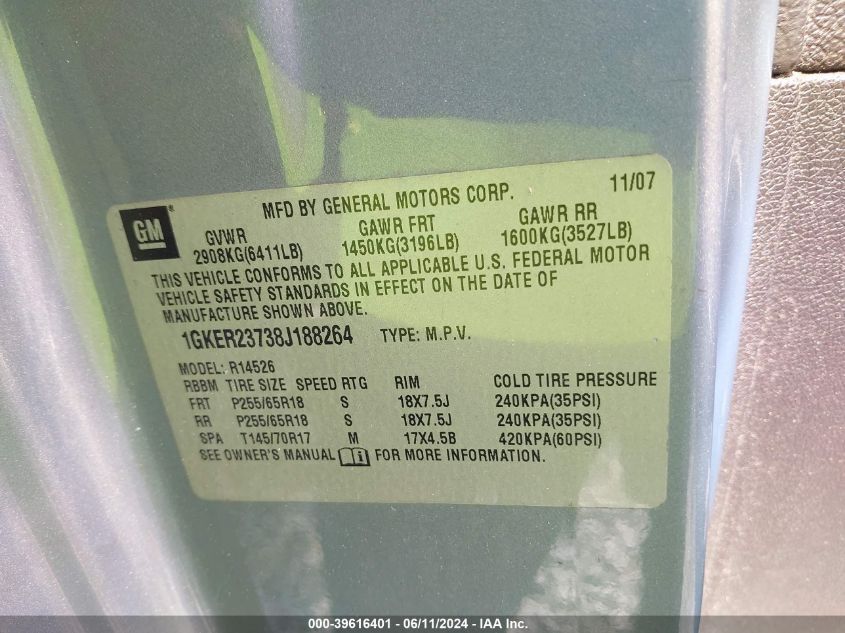 MFD BY GENERAL MOTORS CORP. 11/07
GM®
GVWR GAWR FRT GAWR RR
2908KG(6411LB) 1450KG(3196LB) 1600KG(3527LB)
THIS VEHICLE CONFORMS TO ALL APPLICABLE U.S. FEDERAL MOTOR
VEHICLE SAFETY STANDARDS IN EFFECT ON THE DATE OF
MANUFACTURE SHOWN ABOVE.
1GKER23738J188264 TYPE: M.P.V.
MODEL: R14526
RBBM TIRE SIZE SPEED RTG RIM COLD TIRE PRESSURE
FRT P255/65R18 S 18X7.5J 240KPA(35PSI)
RR P255/65R18 S 18X7.5J 240KPA(35PSI)
SPA T145/70R17 M 17X4.5B 420KPA(60PSI)
SEE OWNER'S MANUAL i FOR MORE INFORMATION.
000-39616401 - 06/11/2024 - IAA Inc.